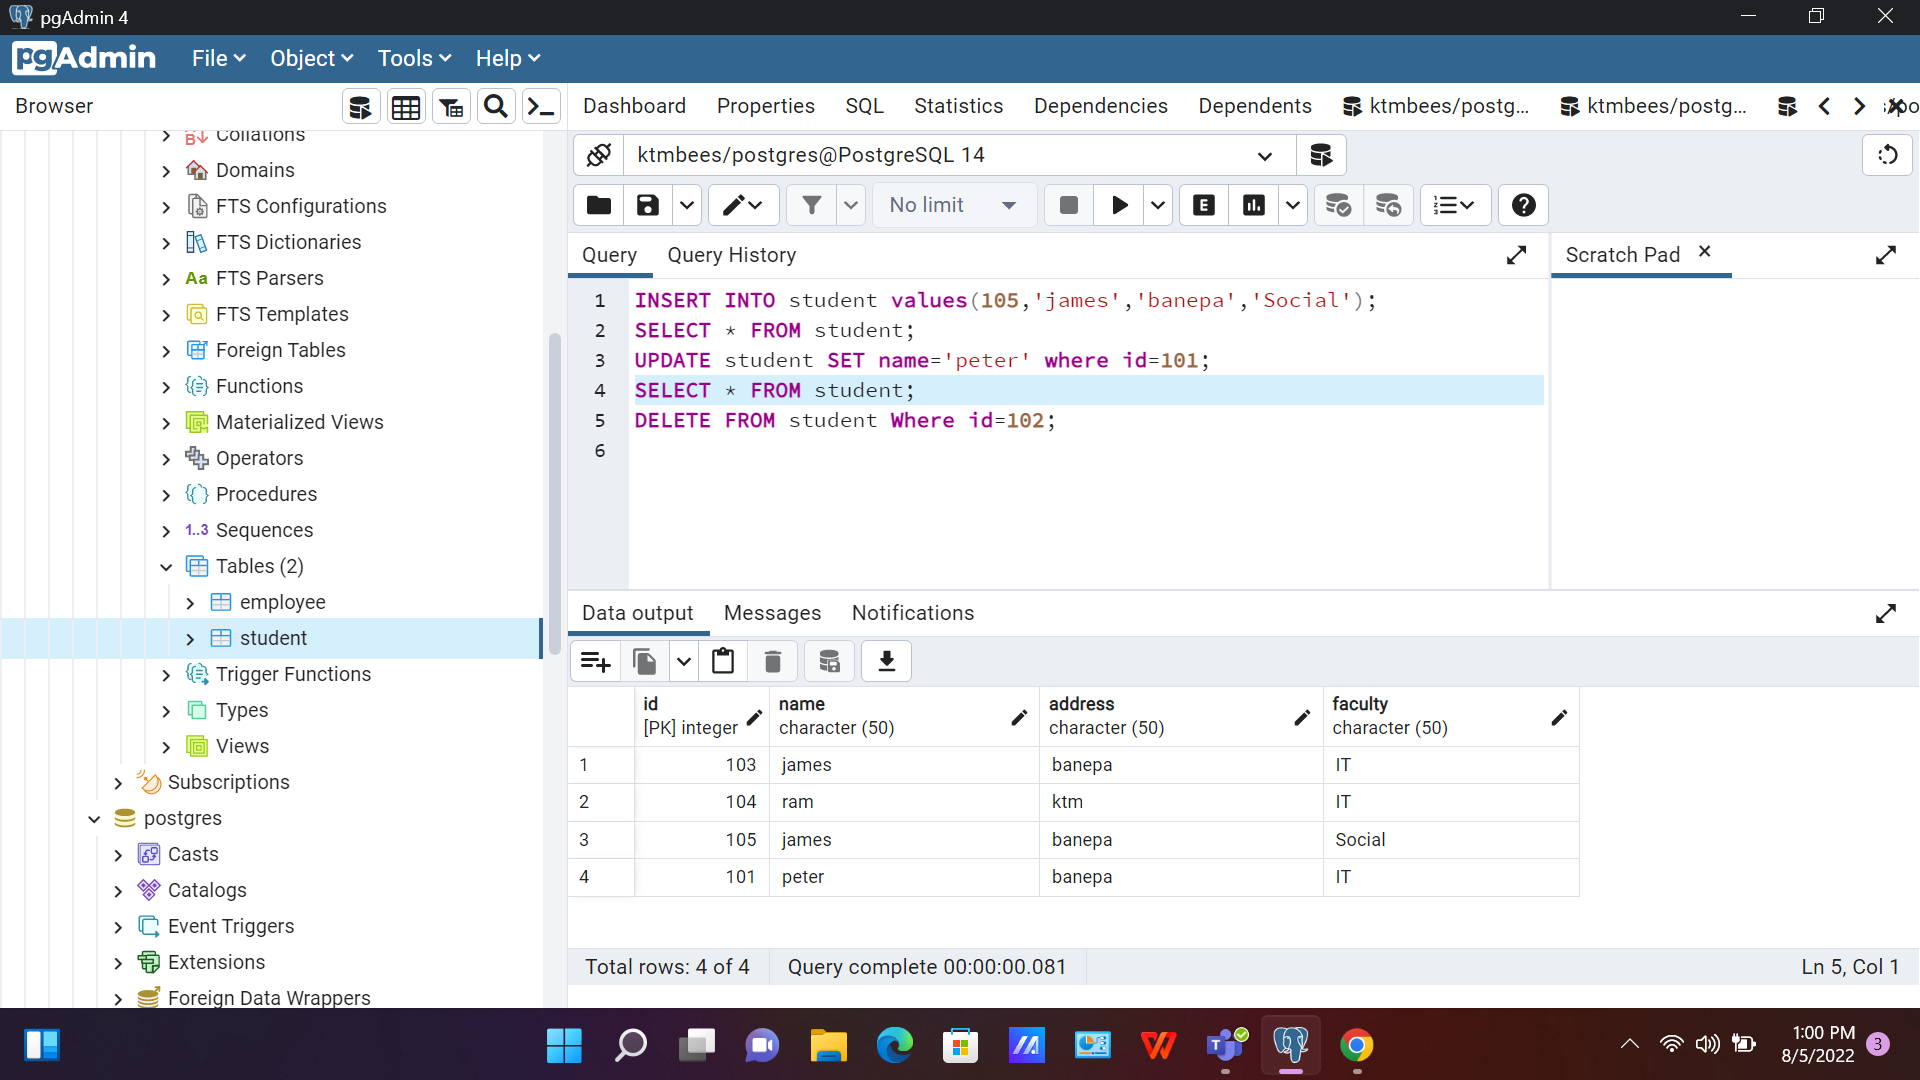 pgAdmin 4
pgAdmin File Object Tools Help
Browser
Dashboard Properties SQL Statistics Dependencies Dependents ktmbees/postg... ktmbees/postg...
Collations
Domains
FTS Configurations
FTS Dictionaries
Aa FTS Parsers
FTS Templates
Foreign Tables
Functions
Materialized Views
Operators
Procedures
1..3 Sequences
Tables (2)
employee
student
Trigger Functions
Types
Views
Subscriptions
postgres
Casts
Catalogs
Event Triggers
Extensions
Foreign Data Wrappers
ktmbees/postgres@PostgreSQL 14
No limit
E
Query Query History
Scratch Pad
1 INSERT INTO student values(105,'james','banepa','Social');
2 SELECT * FROM student;
3 UPDATE student SET name='peter' where id=101;
4 SELECT * FROM student;
5 DELETE FROM student Where id=102;
6
Data output Messages Notifications
id name address faculty
[PK] integer character (50) character (50) character (50)
1 103 james banepa IT
2 104 ram ktm IT
3 105 james banepa Social
4 101 peter banepa IT
Total rows: 4 of 4 Query complete 00:00:00.081 Ln 5, Col 1
1:00 PM
8/5/2022
3